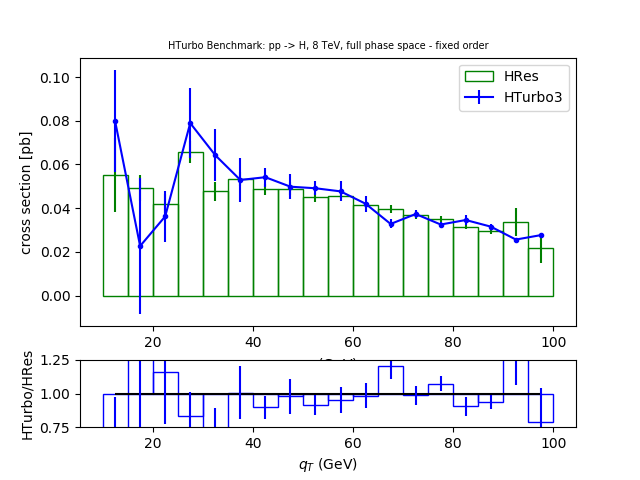 HTurbo Benchmark: pp -> H, 8 TeV, full phase space - fixed order
cross section [pb]
0.10
0.08
0.06
0.04
0.02
0.00
HRes
HTurbo3
20 40 60 80 100
HTurbo/HRes
1.25
1.00
0.75
20 40 60 80 100
qT (GeV)